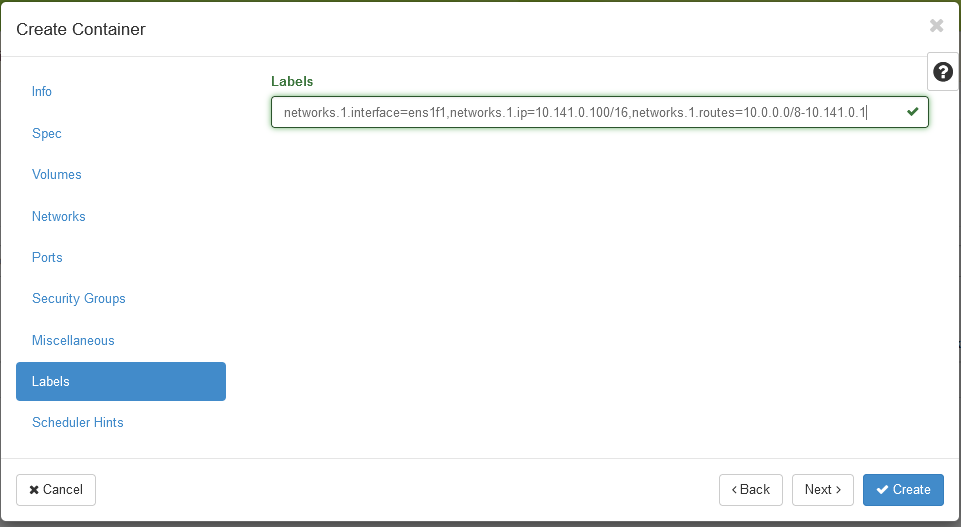 Create Container
Info
Spec
Volumes
Networks
Ports
Security Groups
Miscellaneous
Labels
Scheduler Hints
Labels
networks.1.interface=ens1f1,networks.1.ip=10.141.0.100/16,networks.1.routes=10.0.0.0/8-10.141.0.1
Cancel
Back
Next
Create